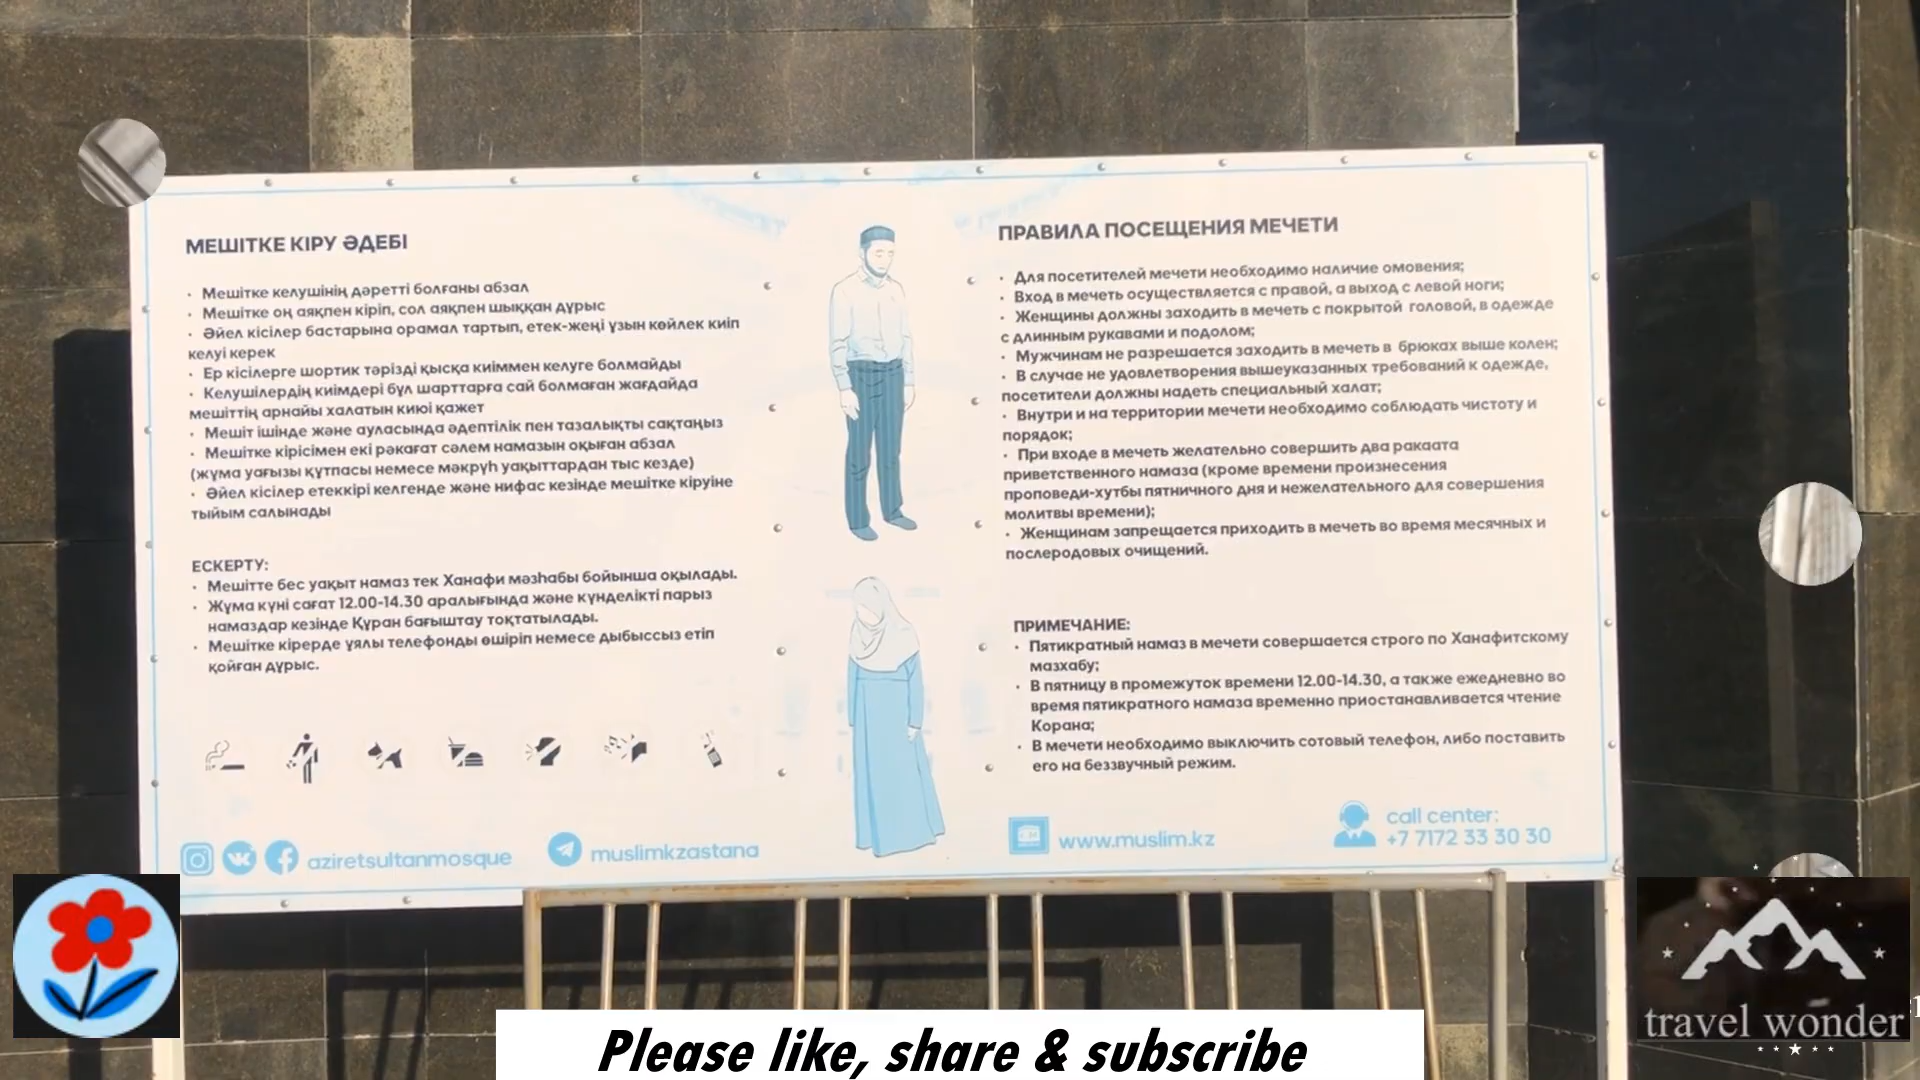 МЕШІТКЕ КІРУ ӘДЕБІ
· Мешітке келушінің дәретті болғаны абзал
· Мешітке оң аяқпен кіріп, сол аяқпен шыққан дұрыс
· Әйел кісілер бастарына орамал тартып, етек-жеңі ұзын көйлек киіп
келуі керек
· Ер кісілерге шортик тәрізді қысқа киіммен келуге болмайды
· Келушілердің киімдері бұл шарттарға сай болмаған жағдайда
мешіттің арнайы халатын киюі қажет
· Мешіт ішінде және ауласында әдептілік пен тазалықты сақтаңыз
· Мешітке кірісімен екі рәкағат сәлем намазын оқыған абзал
(жұма уағызы құтпасы немесе мәкрүһ уақыттардан тыс кезде)
· Әйел кісілер етеккірі келгенде және нифас кезінде мешітке кіруіне
тыйым салынады
ЕСКЕРТУ:
· Мешітте бес уақыт намаз тек Ханафи мәзһабы бойынша оқылады.
· Жұма күні сағат 12.00-14.30 аралығында және күнделікті парыз
намаздар кезінде Құран бағыштау тоқтатылады.
· Мешітке кірерде ұялы телефонды өшіріп немесе дыбыссыз етіп
қойған дұрыс.
aziretsultanmosque
muslimkzastana
ПРАВИЛА ПОСЕЩЕНИЯ МЕЧЕТИ
· Для посетителей мечети необходимо наличие омовения;
· Вход в мечеть осуществляется с правой, а выход с левой ноги;
· Женщины должны заходить в мечеть с покрытой головой, в одежде
с длинным рукавами и подолом;
· Мужчинам не разрешается заходить в мечеть в брюках выше колен;
· В случае не удовлетворения вышеуказанных требований к одежде,
посетители должны надеть специальный халат;
· Внутри и на территории мечети необходимо соблюдать чистоту и
порядок;
· При входе в мечеть желательно совершить два ракаата
приветственного намаза (кроме времени произнесения
проповеди-хутбы пятничного дня и нежелательного для совершения
молитвы времени);
· Женщинам запрещается приходить в мечеть во время месячных и
послеродовых очищений.
ПРИМЕЧАНИЕ:
· Пятикратный намаз в мечети совершается строго по Ханафитскому
мазхабу;
· В пятницу в промежуток времени 12.00-14.30, а также ежедневно во
время пятикратного намаза временно приостанавливается чтение
Корана;
· В мечети необходимо выключить сотовый телефон, либо поставить
его на беззвучный режим.
www.muslim.kz
call center:
+7 7172 33 30 30
travel wonder
Please like, share & subscribe